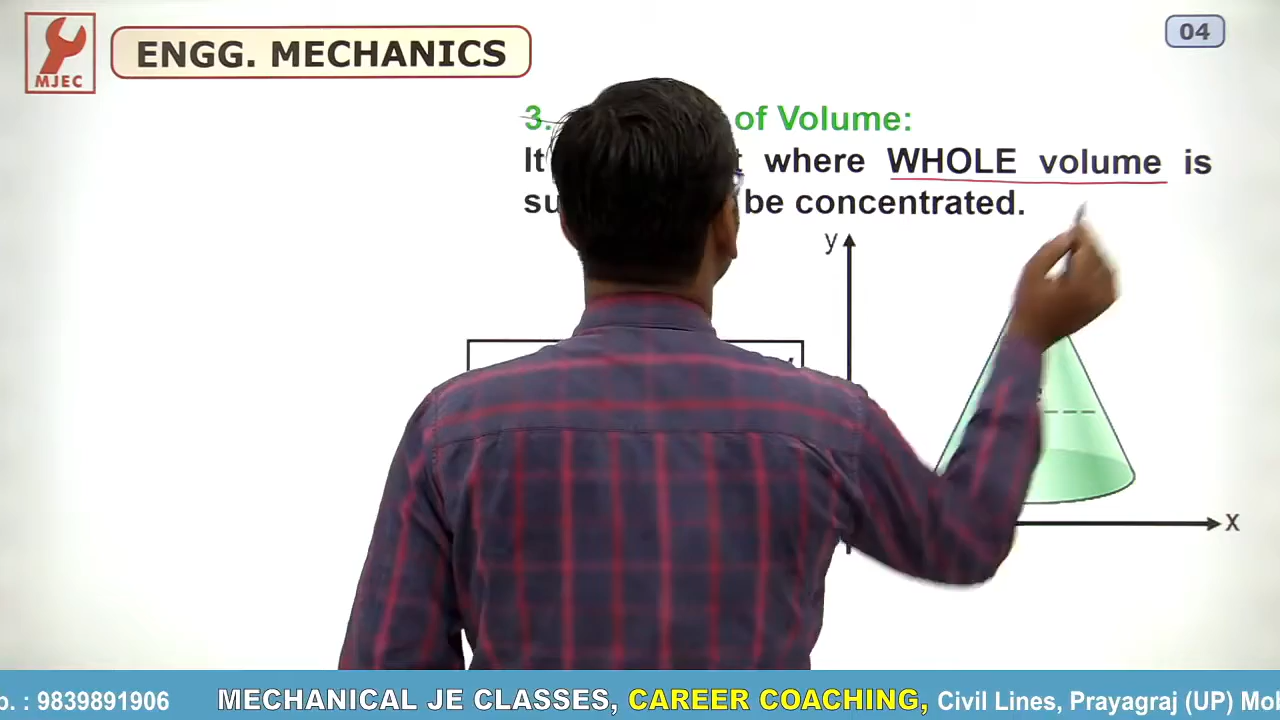 MJEC
ENGG. MECHANICS
04
3. of Volume:
It where WHOLE volume is
be concentrated.
y
x
p. : 9839891906 MECHANICAL JE CLASSES, CAREER COACHING, Civil Lines, Prayagraj (UP) Mo